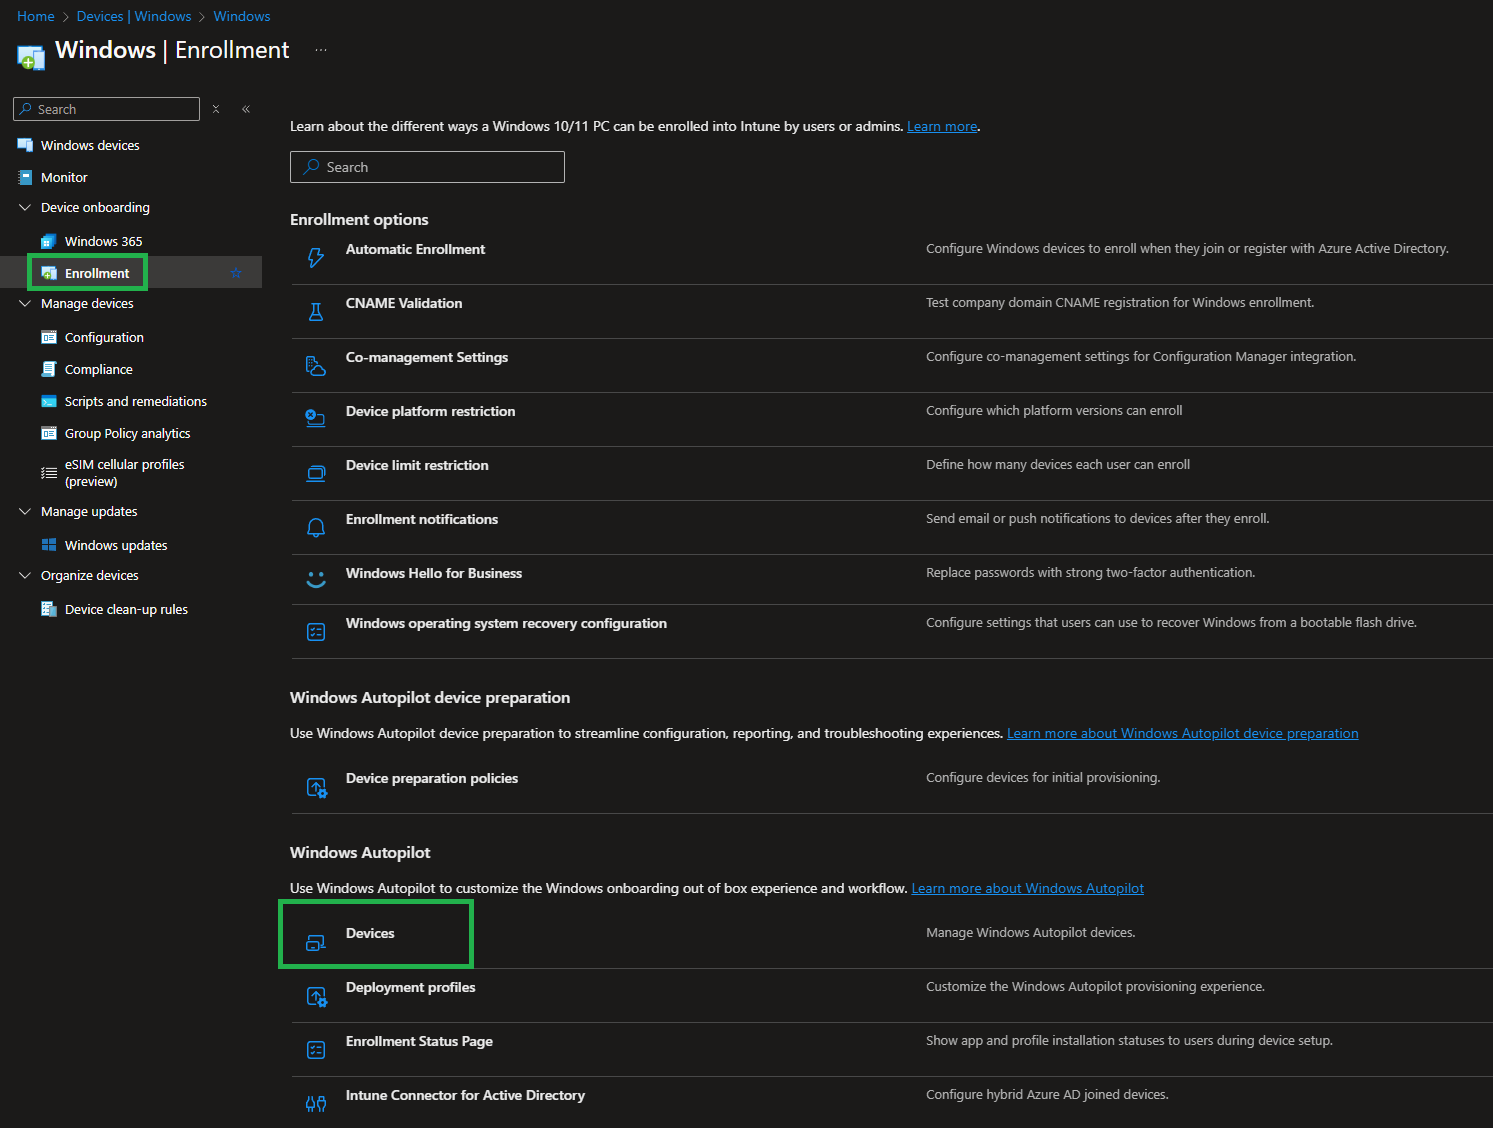 Home > Devices | Windows > Windows
Windows | Enrollment ...
Search
Windows devices
Monitor
Device onboarding
Windows 365
Enrollment
Manage devices
Configuration
Compliance
Scripts and remediations
Group Policy analytics
eSIM cellular profiles
(preview)
Manage updates
Windows updates
Organize devices
Device clean-up rules
Learn about the different ways a Windows 10/11 PC can be enrolled into Intune by users or admins. Learn more.
Search
Enrollment options
Automatic Enrollment Configure Windows devices to enroll when they join or register with Azure Active Directory.
CNAME Validation Test company domain CNAME registration for Windows enrollment.
Co-management Settings Configure co-management settings for Configuration Manager integration.
Device platform restriction Configure which platform versions can enroll
Device limit restriction Define how many devices each user can enroll
Enrollment notifications Send email or push notifications to devices after they enroll.
Windows Hello for Business Replace passwords with strong two-factor authentication.
Windows operating system recovery configuration Configure settings that users can use to recover Windows from a bootable flash drive.
Windows Autopilot device preparation
Use Windows Autopilot device preparation to streamline configuration, reporting, and troubleshooting experiences. Learn more about Windows Autopilot device preparation
Device preparation policies Configure devices for initial provisioning.
Windows Autopilot
Use Windows Autopilot to customize the Windows onboarding out of box experience and workflow. Learn more about Windows Autopilot
Devices Manage Windows Autopilot devices.
Deployment profiles Customize the Windows Autopilot provisioning experience.
Enrollment Status Page Show app and profile installation statuses to users during device setup.
Intune Connector for Active Directory Configure hybrid Azure AD joined devices.